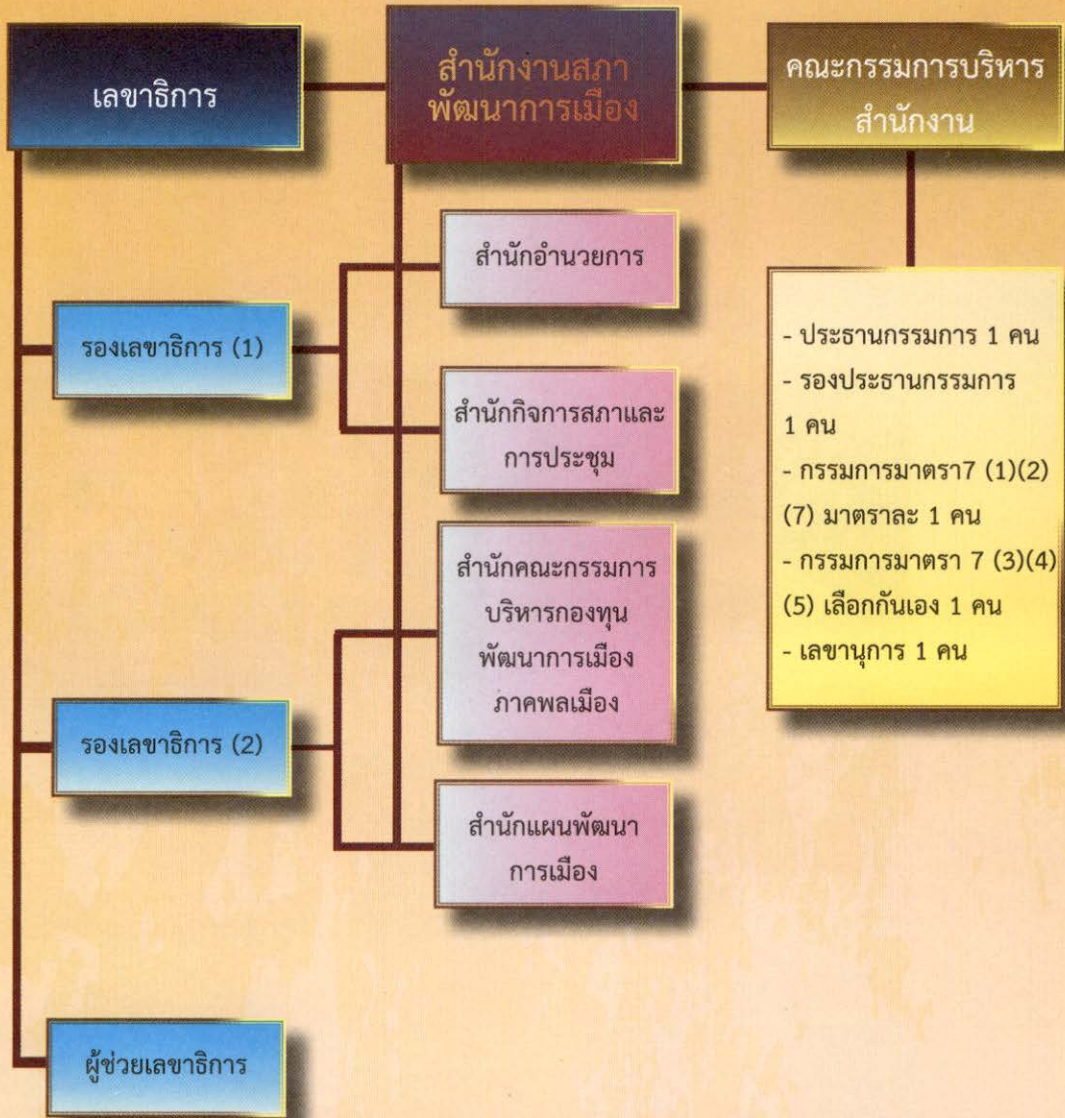 เลขาธิการ
สำนักงานสภา
พัฒนาการเมือง
คณะกรรมการบริหาร
สำนักงาน
สำนักอำนวยการ
รองเลขาธิการ (1)
สำนักกิจการสภาและ
การประชุม
สำนักคณะกรรมการ
บริหารกองทุน
พัฒนาการเมือง
ภาคพลเมือง
รองเลขาธิการ (2)
สำนักแผนพัฒนา
การเมือง
ผู้ช่วยเลขาธิการ
- ประธานกรรมการ 1 คน
- รองประธานกรรมการ
1 คน
- กรรมการมาตรา7 (1)(2)
(7) มาตราละ 1 คน
- กรรมการมาตรา 7 (3)(4)
(5) เลือกกันเอง 1 คน
- เลขานุการ 1 คน